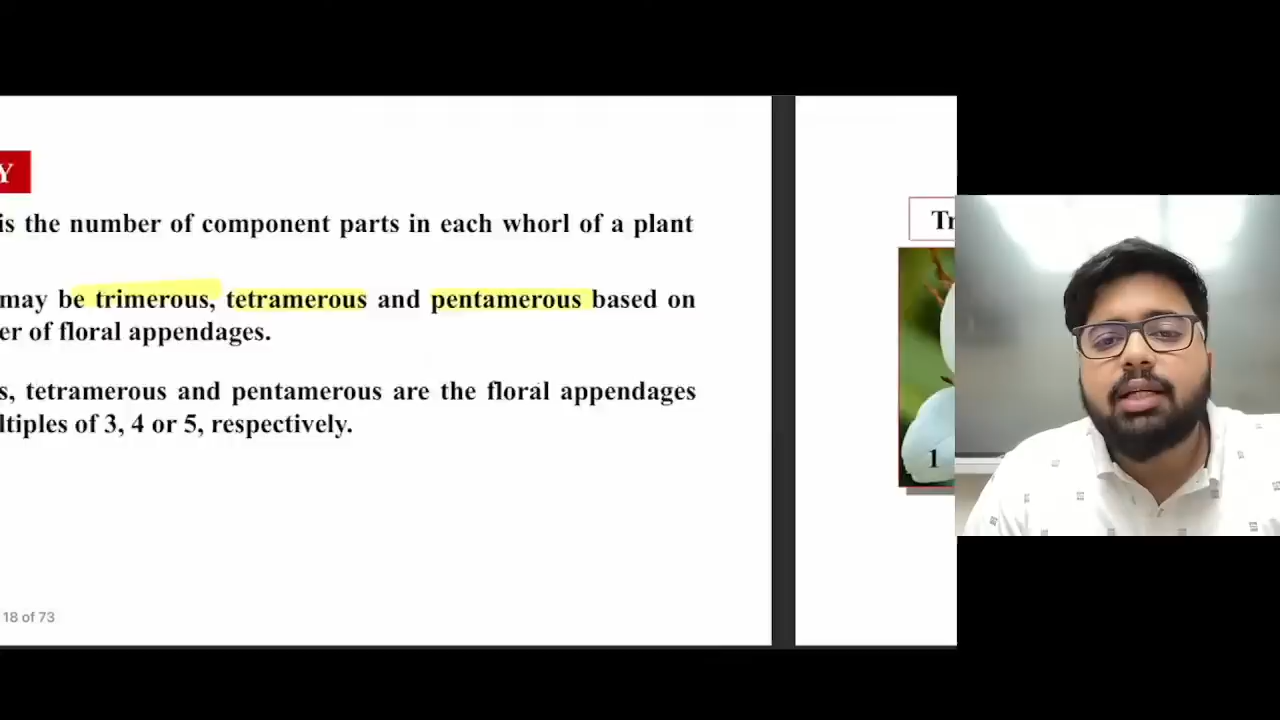 Y
is the number of component parts in each whorl of a plant
may be trimerous, tetramerous and pentamerous based on
er of floral appendages.
s, tetramerous and pentamerous are the floral appendages
ltiples of 3, 4 or 5, respectively.
18 of 73
Tr
1